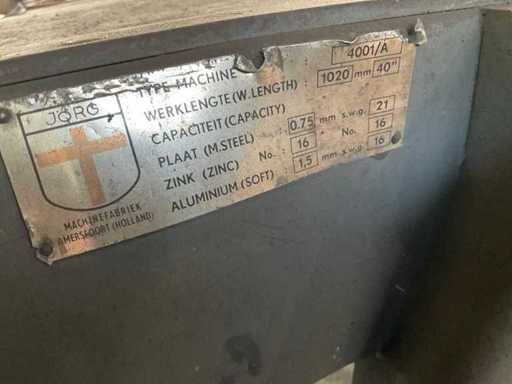 JÖRG
MACHINEFABRIEK
AMERSFOORT (HOLLAND)
TYPE MACHINE 4001/A
WERKLENGTE (W. LENGTH) 1020 mm 40"
CAPACITEIT (CAPACITY)
PLAAT (M. STEEL) 0.75 mm s.w.g. 21
ZINK (ZINC) No. 16 No. 16
ALUMINIUM (SOFT) 1,5 mm s.w.g. 16